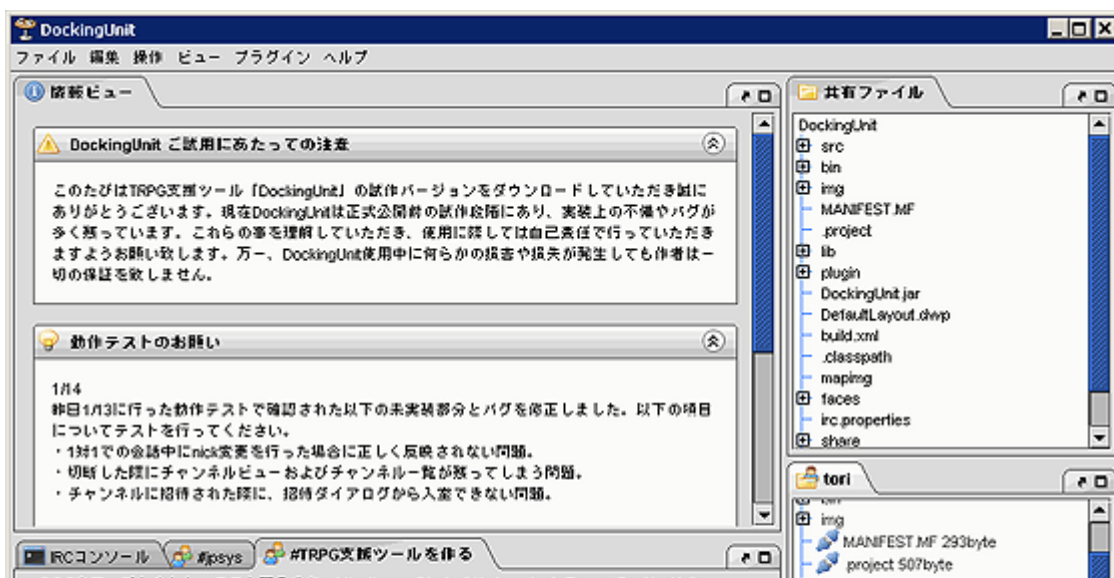 DockingUnit
ファイル 編集 操作 ビュー プラグイン ヘルプ
情報ビュー
DockingUnit ご試用にあたっての注意
このたびはTRPG支援ツール「DockingUnit」の試作バージョンをダウンロードしていただき誠に
ありがとうございます。現在DockingUnitは正式公開前の試作段階にあり、実装上の不備やバグが
多く残っています。これらの事を理解していただき、使用に際しては自己責任で行っていただき
ますようお願い致します。万一、DockingUnit使用中に何らかの損害や損失が発生しても作者は一
切の保証を致しません。
動作テストのお願い
1/14
昨日1/13に行った動作テストで確認された以下の未実装部分とバグを修正しました。以下の項目
についてテストを行ってください。
・1対1での会話中にnick変更を行った場合に正しく反映されない問題。
・切断した際にチャンネルビューおよびチャンネル一覧が残ってしまう問題。
・チャンネルに招待された際に、招待ダイアログから入室できない問題。
IRCコンソール #jpsys #TRPG支援ツールを作る
共有ファイル
DockingUnit
src
bin
img
MANIFEST.MF
.project
lib
plugin
DockingUnit.jar
DefaultLayout.dwp
build.xml
.classpath
mapimg
faces
irc.properties
share
tori
img
MANIFEST.MF 293byte
.project 507byte